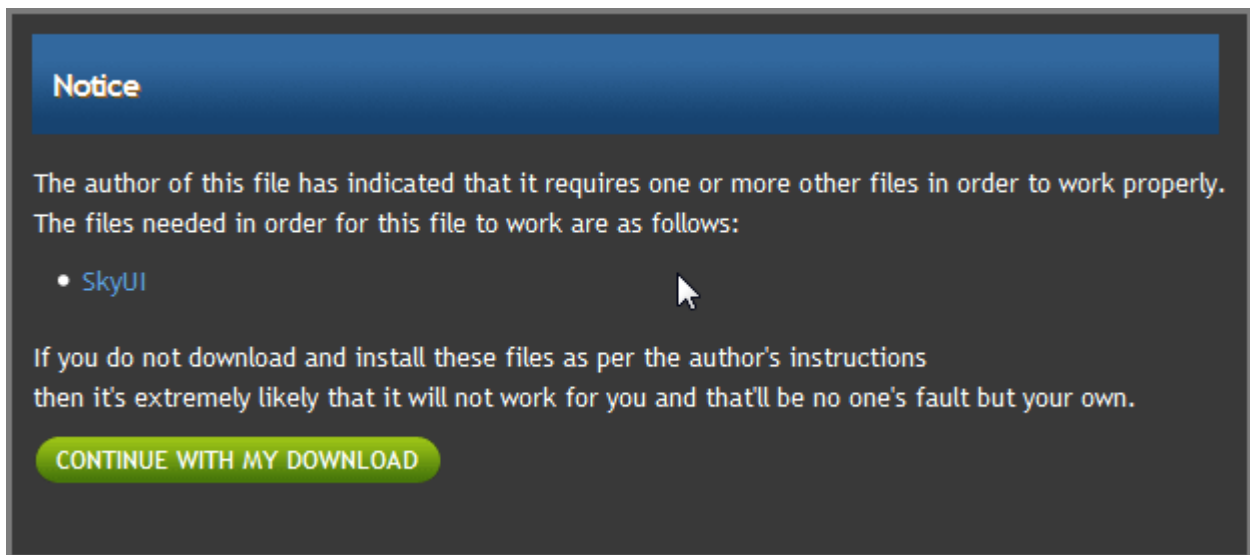 Notice
The author of this file has indicated that it requires one or more other files in order to work properly.
The files needed in order for this file to work are as follows:
• SkyUI
If you do not download and install these files as per the author's instructions
then it's extremely likely that it will not work for you and that'll be no one's fault but your own.
CONTINUE WITH MY DOWNLOAD